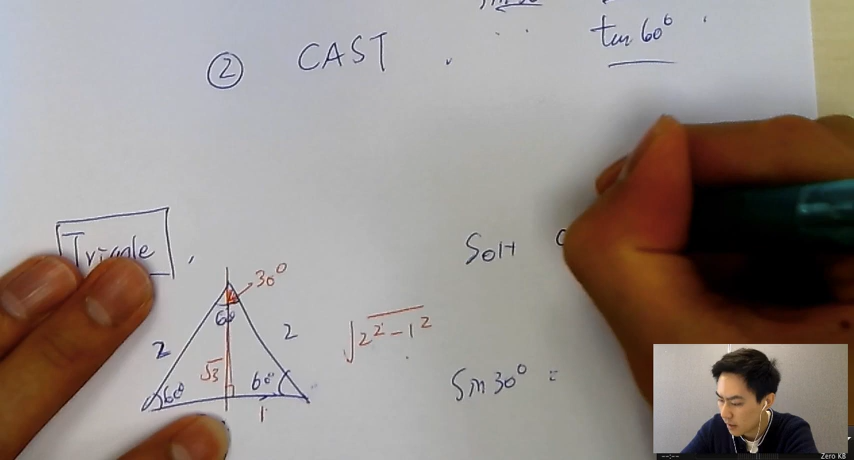 tan 60°
② CAST
Triangle
SOH
30°
60
2
2
√3
60°
60°
1
√2²-1²
Sin 30° =